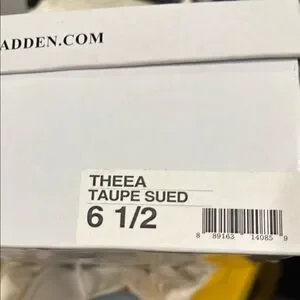 ADDEN.COM
THEEA
TAUPE SUED
6 1/2
8 89163 14085 9